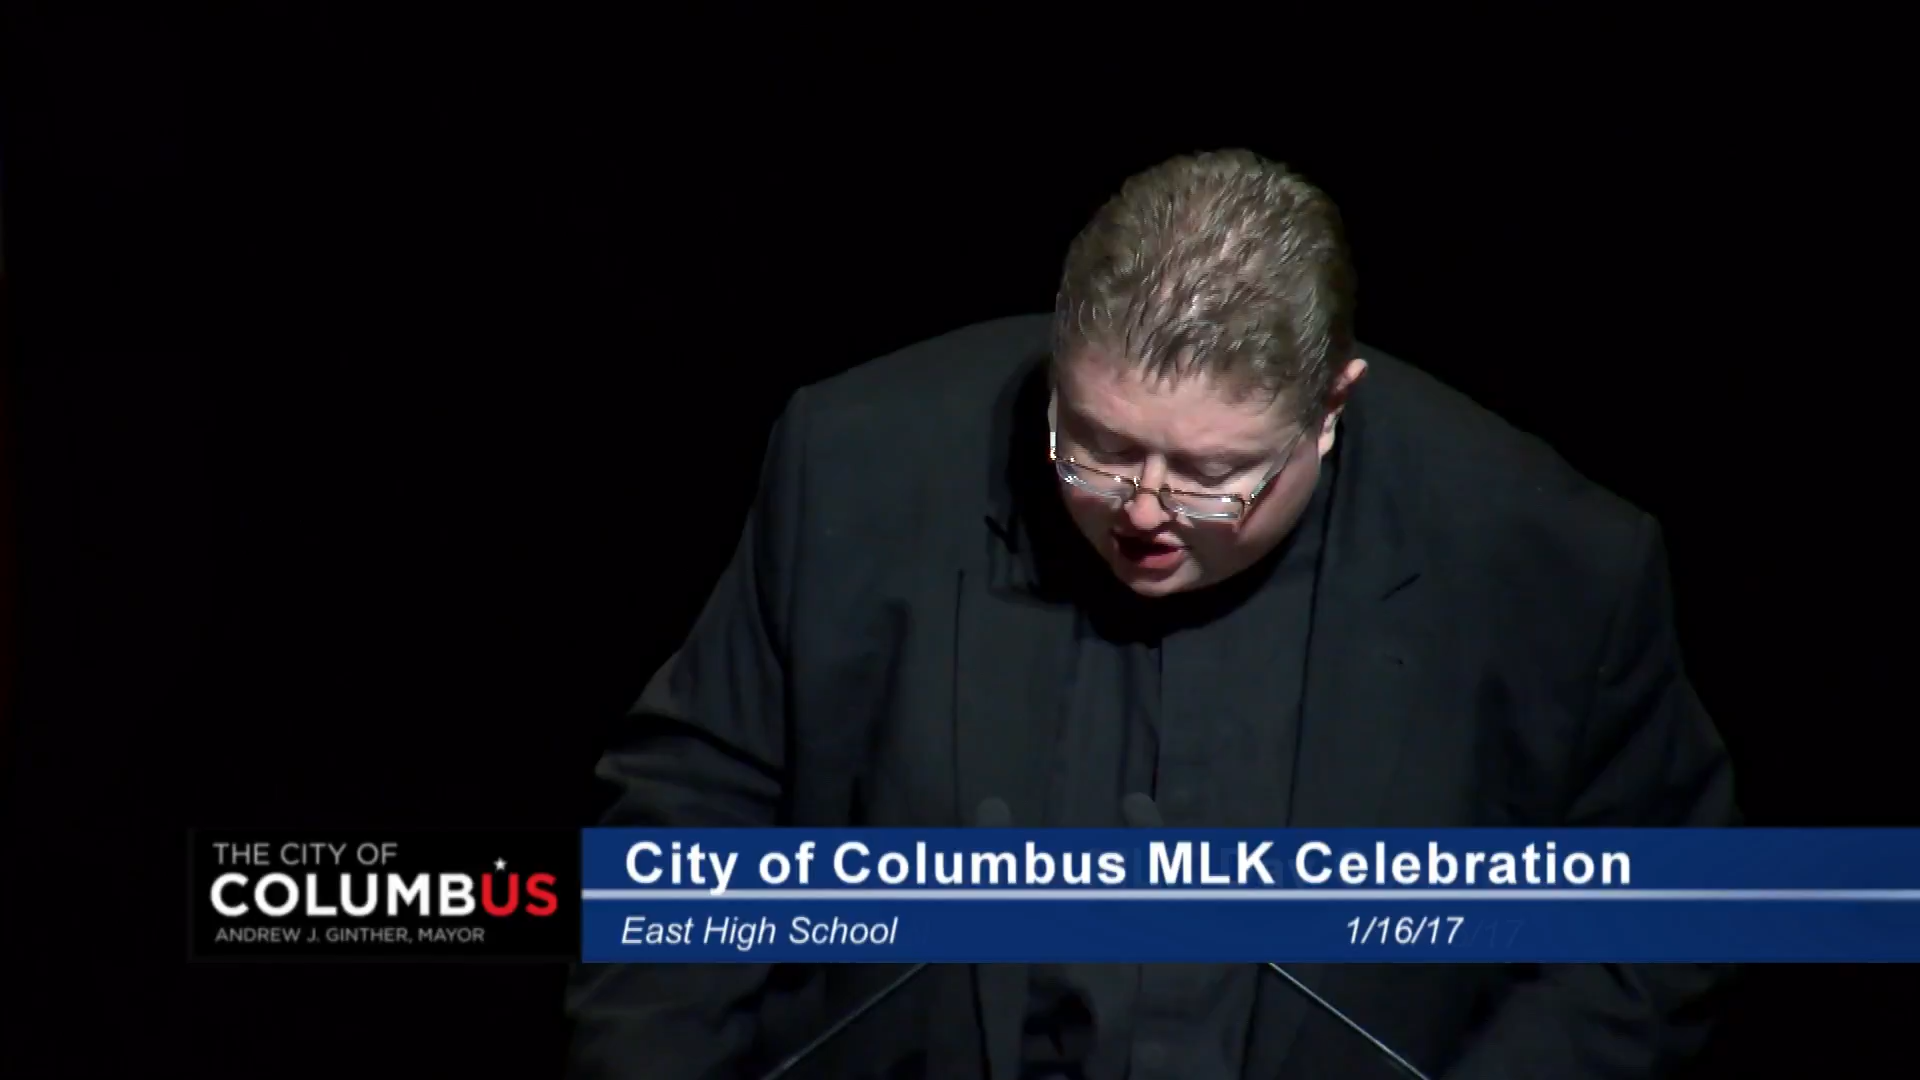 THE CITY OF
COLUMBUS
ANDREW J. GINTHER, MAYOR
City of Columbus MLK Celebration
East High School 1/16/17